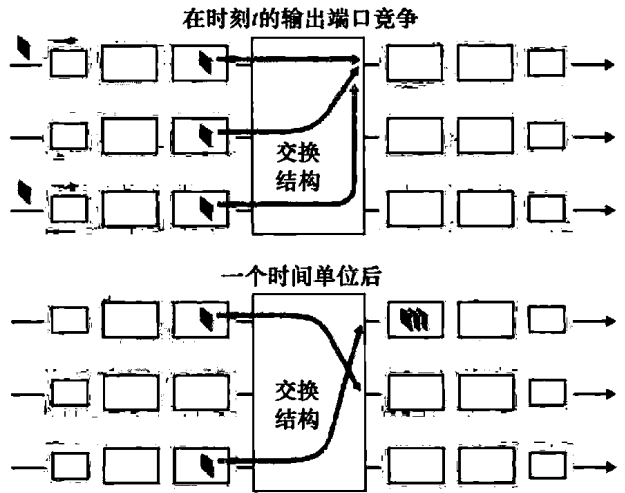 在时刻t的输出端口竞争
交换
结构
一个时间单位后
交换
结构